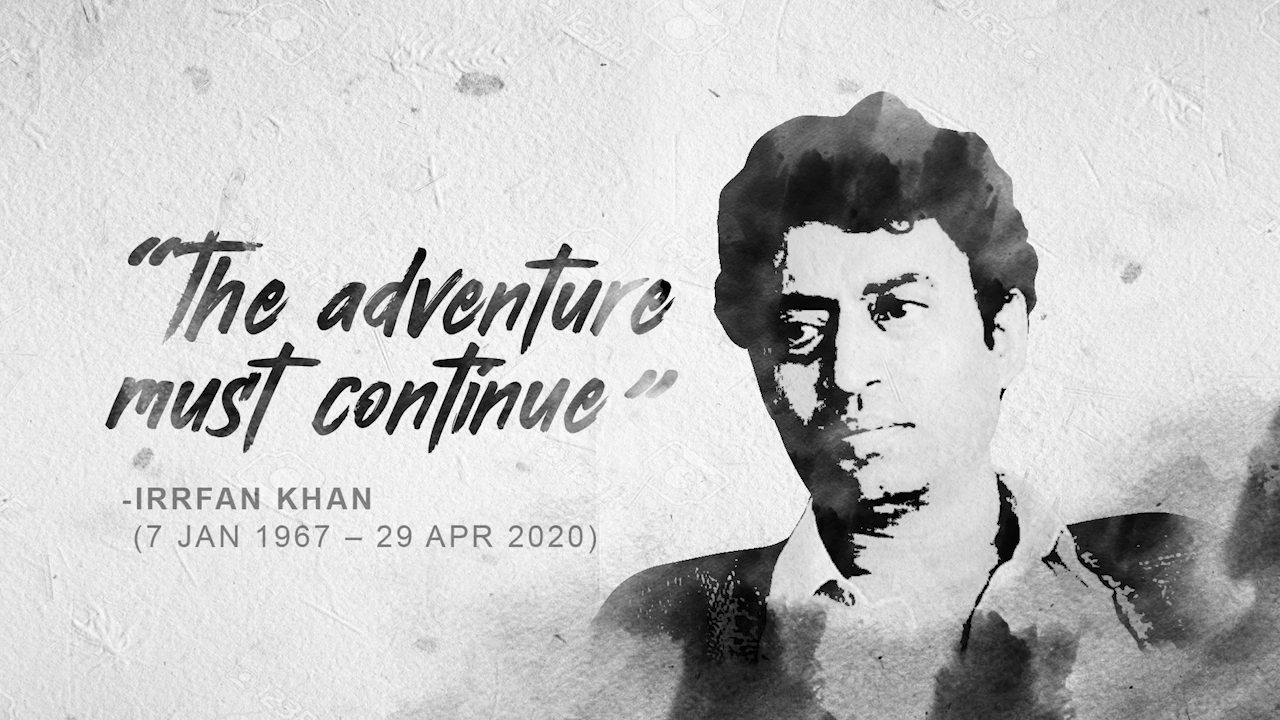 “The adventure
must continue”
-IRRFAN KHAN
(7 JAN 1967 – 29 APR 2020)